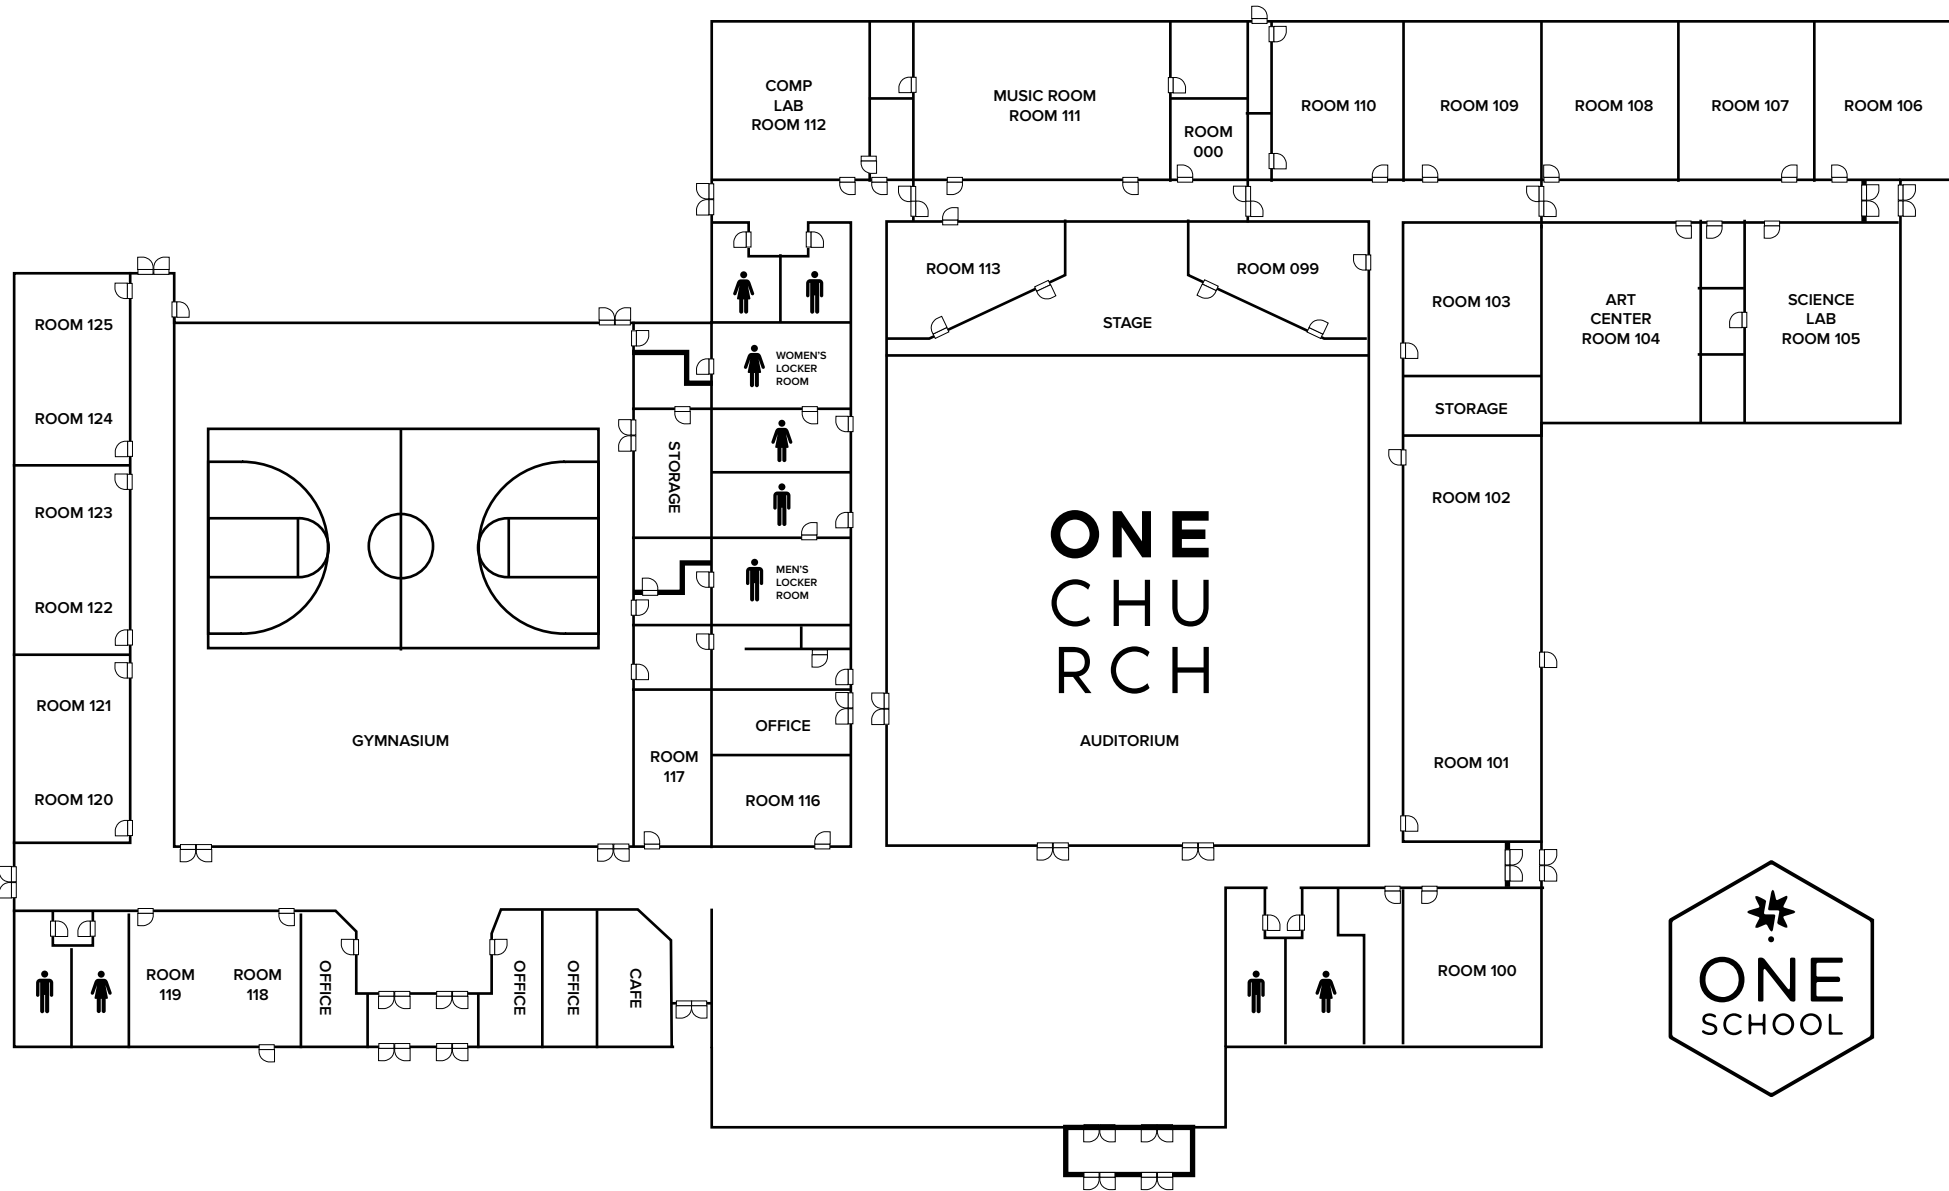 COMP
LAB
ROOM 112
MUSIC ROOM
ROOM 111
ROOM
000
ROOM 110
ROOM 109
ROOM 108
ROOM 107
ROOM 106
ROOM 113
ROOM 099
STAGE
ROOM 103
ART
CENTER
ROOM 104
SCIENCE
LAB
ROOM 105
ROOM 125
ROOM 124
ROOM 123
ROOM 122
ROOM 121
ROOM 120
WOMEN'S
LOCKER
ROOM
STORAGE
MEN'S
LOCKER
ROOM
STORAGE
ROOM 102
ONE
CHU
RCH
AUDITORIUM
GYMNASIUM
OFFICE
ROOM
117
ROOM 116
ROOM 101
ROOM
119
ROOM
118
OFFICE
OFFICE
OFFICE
CAFE
ROOM 100
ONE
SCHOOL